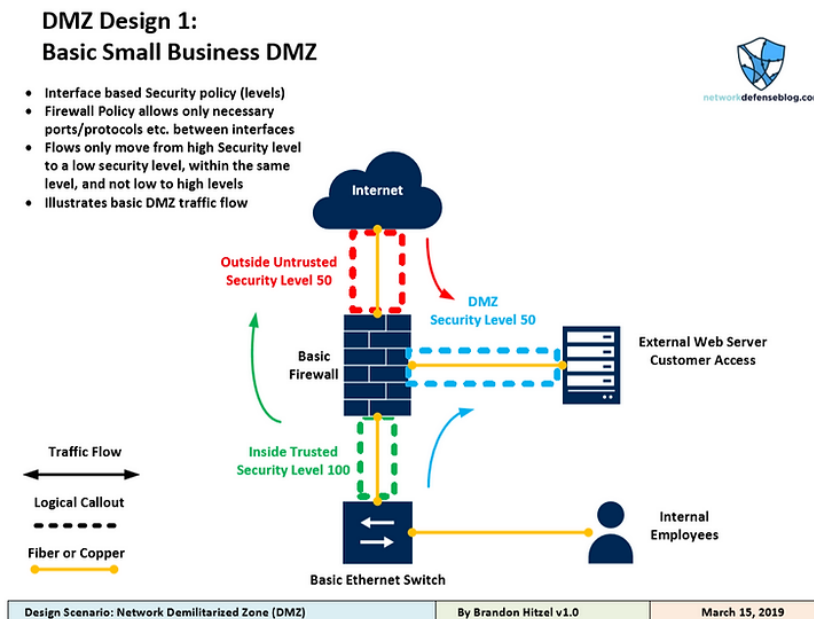 DMZ Design 1:
Basic Small Business DMZ
• Interface based Security policy (levels)
• Firewall Policy allows only necessary
ports/protocols etc. between interfaces
• Flows only move from high Security level
to a low security level, within the same
level, and not low to high levels
• Illustrates basic DMZ traffic flow
networkdefenseblog.co
Internet
Outside Untrusted
Security Level 50
DMZ
Security Level 50
Basic
Firewall
External Web Server
Customer Access
Inside Trusted
Security Level 100
Traffic Flow
Logical Callout
Fiber or Copper
Internal
Employees
Basic Ethernet Switch
Design Scenario: Network Demilitarized Zone (DMZ)
By Brandon Hitzel v1.0
March 15, 2019